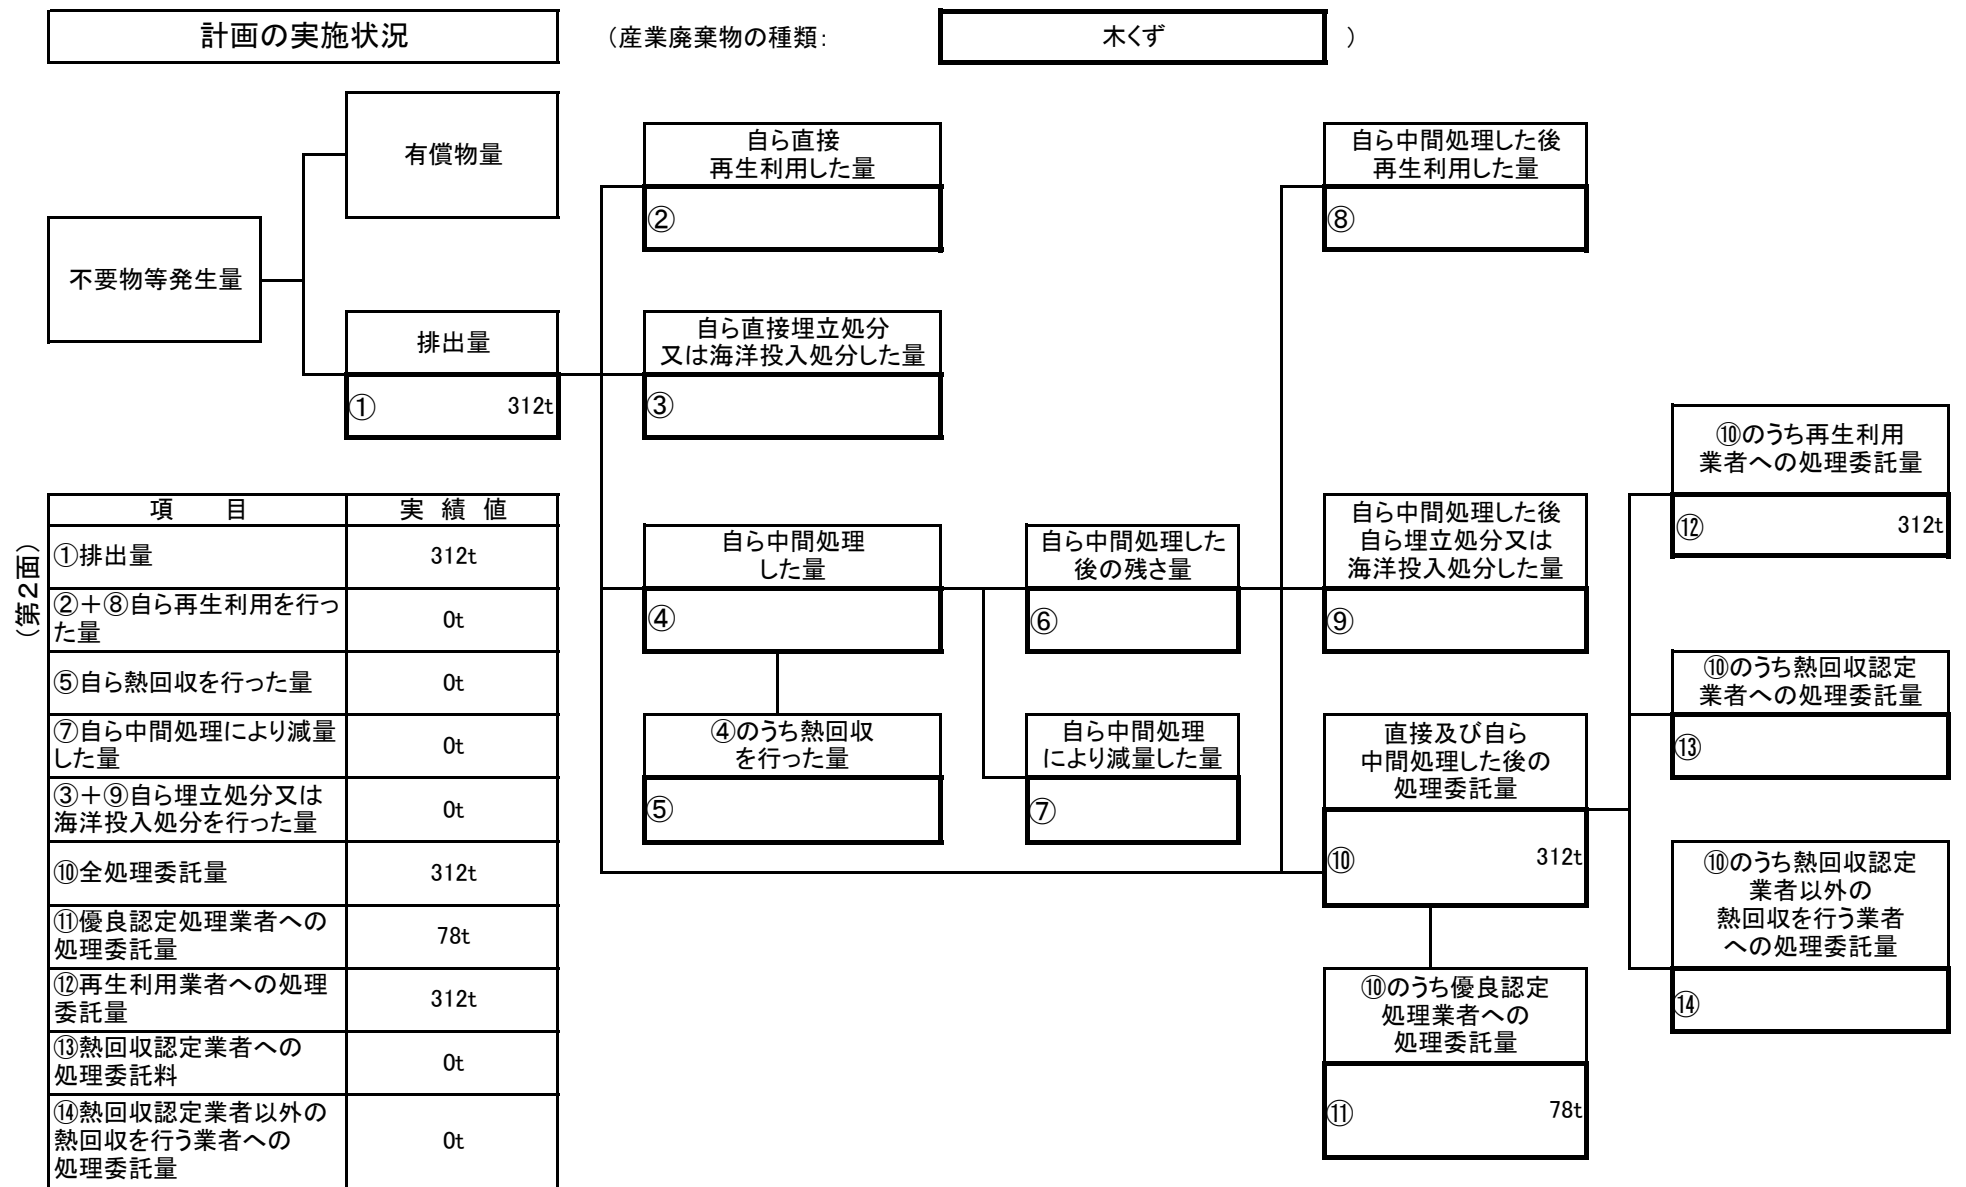 計画の実施状況
（産業廃棄物の種類：
木くず
）
有償物量
不要物等発生量
排出量
① 312t
自ら直接
再生利用した量
②
自ら直接埋立処分
又は海洋投入処分した量
③
自ら中間処理
した量
④
④のうち熱回収
を行った量
⑤
自ら中間処理した
後の残さ量
⑥
自ら中間処理
により減量した量
⑦
自ら中間処理した後
再生利用した量
⑧
自ら中間処理した後
自ら埋立処分又は
海洋投入処分した量
⑨
直接及び自ら
中間処理した後の
処理委託量
⑩ 312t
⑩のうち優良認定
処理業者への
処理委託量
⑪ 78t
⑩のうち再生利用
業者への処理委託量
⑫ 312t
⑩のうち熱回収認定
業者への処理委託量
⑬
⑩のうち熱回収認定
業者以外の
熱回収を行う業者
への処理委託量
⑭
（第２面）
項　目 実績値
①排出量 312t
②＋⑧自ら再生利用を行っ
た量 0t
⑤自ら熱回収を行った量 0t
⑦自ら中間処理により減量
した量 0t
③＋⑨自ら埋立処分又は
海洋投入処分を行った量 0t
⑩全処理委託量 312t
⑪優良認定処理業者への
処理委託量 78t
⑫再生利用業者への処理
委託量 312t
⑬熱回収認定業者への
処理委託料 0t
⑭熱回収認定業者以外の
熱回収を行う業者への
処理委託量 0t